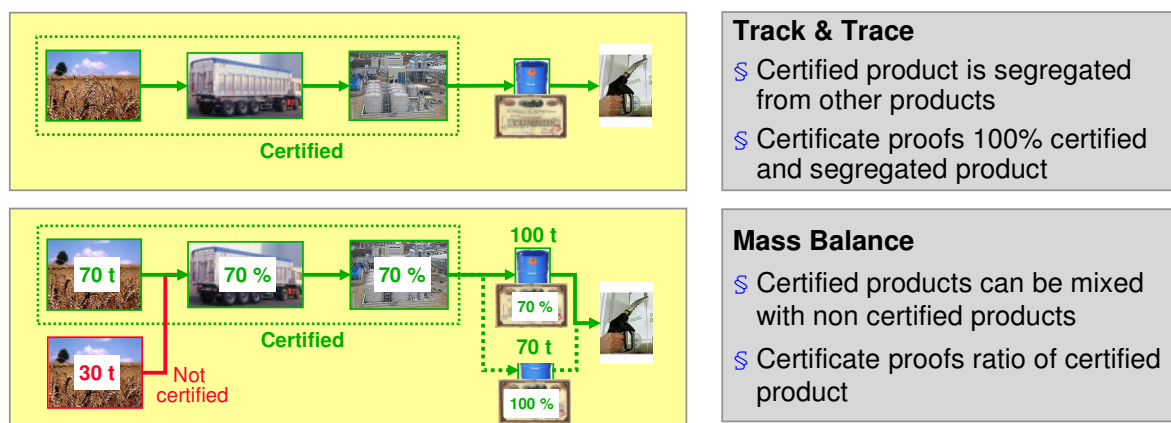 Certified
Track & Trace
§ Certified product is segregated
from other products
§ Certificate proofs 100% certified
and segregated product
70 t
70 %
70 %
100 t
70 %
Certified
30 t
Not
certified
70 t
100 %
Mass Balance
§ Certified products can be mixed
with non certified products
§ Certificate proofs ratio of certified
product